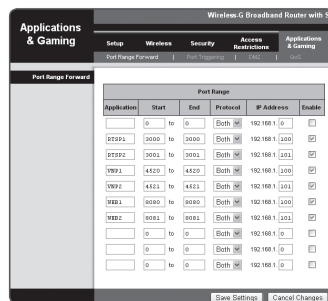 Wireless-G Broadband Router with S
Applications
& Gaming
Setup Wireless Security Access Restrictions Applications & Gaming
Port Range Forward | Port Triggering | DMZ | QoS
Port Range Forward
Port Range
Application Start End Protocol IP Address Enable
0 to 0 Both 192.168.1. 0
RTSP1 3000 to 3000 Both 192.168.1. 100
RTSP2 3001 to 3001 Both 192.168.1. 101
VNP1 4520 to 4520 Both 192.168.1. 100
VNP2 4521 to 4521 Both 192.168.1. 101
WEB1 8080 to 8080 Both 192.168.1. 100
WEB2 8081 to 8081 Both 192.168.1. 101
0 to 0 Both 192.168.1. 0
0 to 0 Both 192.168.1. 0
0 to 0 Both 192.168.1. 0
Save Settings Cancel Changes